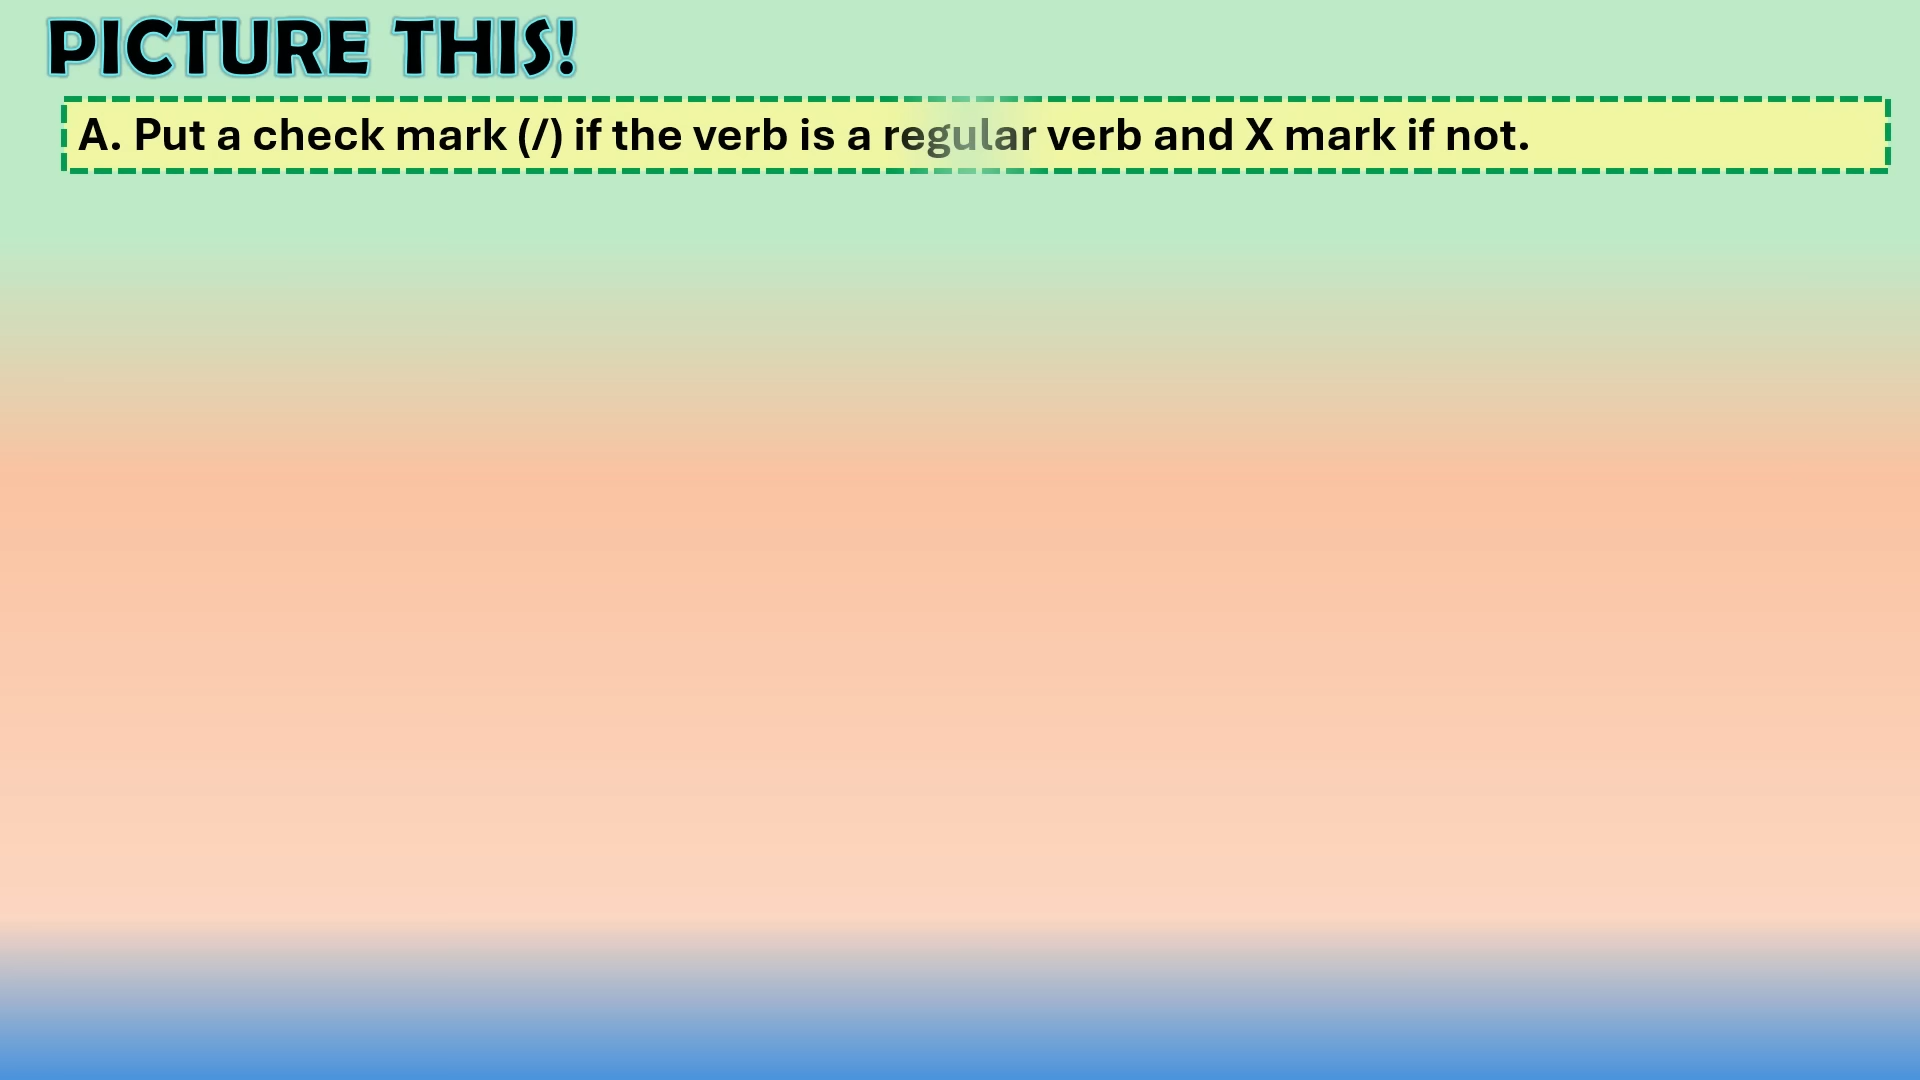 PICTURE THIS!
A. Put a check mark (/) if the verb is a regular verb and X mark if not.